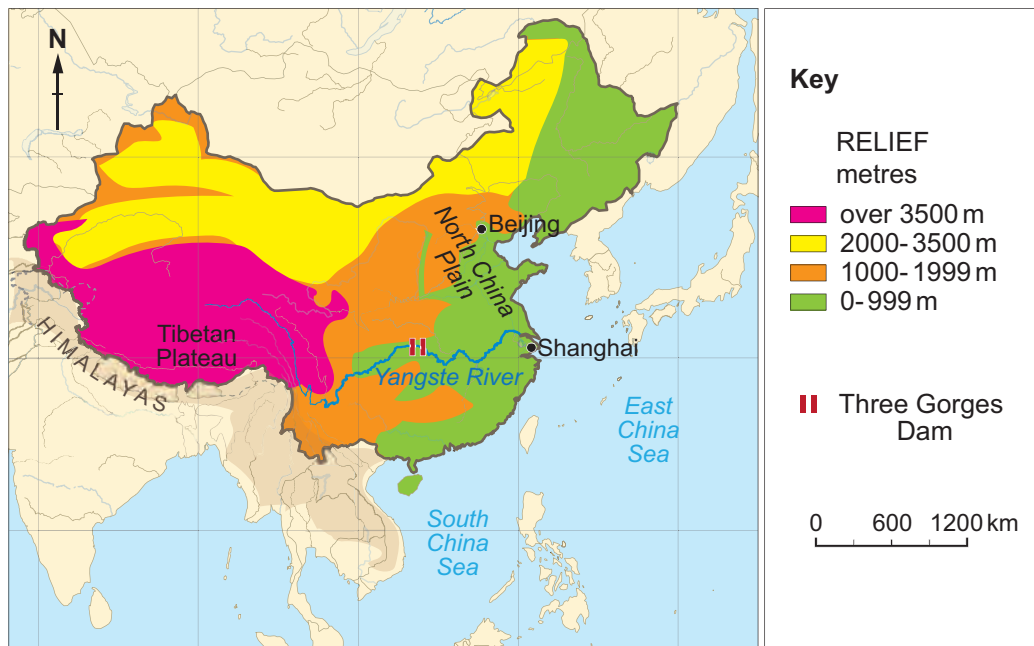 N
Beijing
North China
Plain
Tibetan
Plateau
HIMALAYAS
Shanghai
Yangste River
East
China
Sea
South
China
Sea
Key
RELIEF
metres
over 3500 m
2000-3500 m
1000-1999 m
0-999 m
Three Gorges
Dam
0 600 1200 km